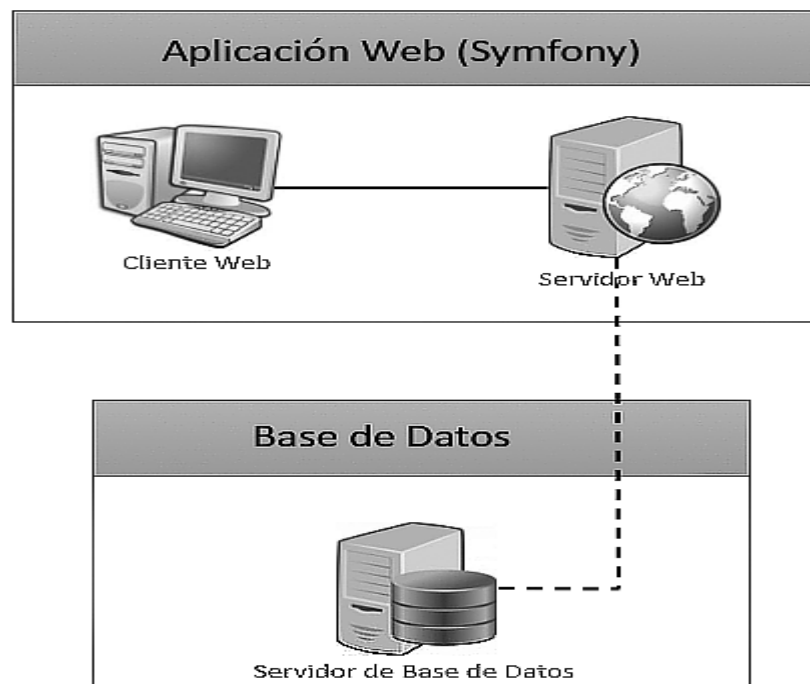 Aplicación Web (Symfony)
Cliente Web
Servidor Web
Base de Datos
Servidor de Base de Datos